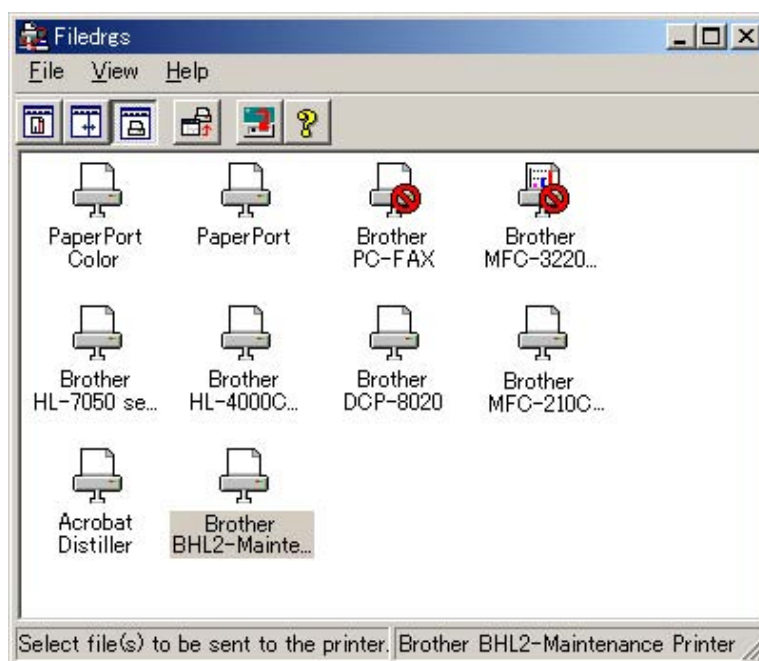 Filedrgs
File View Help
PaperPort
Color
PaperPort
Brother
PC-FAX
Brother
MFC-3220...
Brother
HL-7050 se...
Brother
HL-4000C...
Brother
DCP-8020
Brother
MFC-210C...
Acrobat
Distiller
Brother
BHL2-Mainte...
Select file(s) to be sent to the printer. Brother BHL2-Maintenance Printer